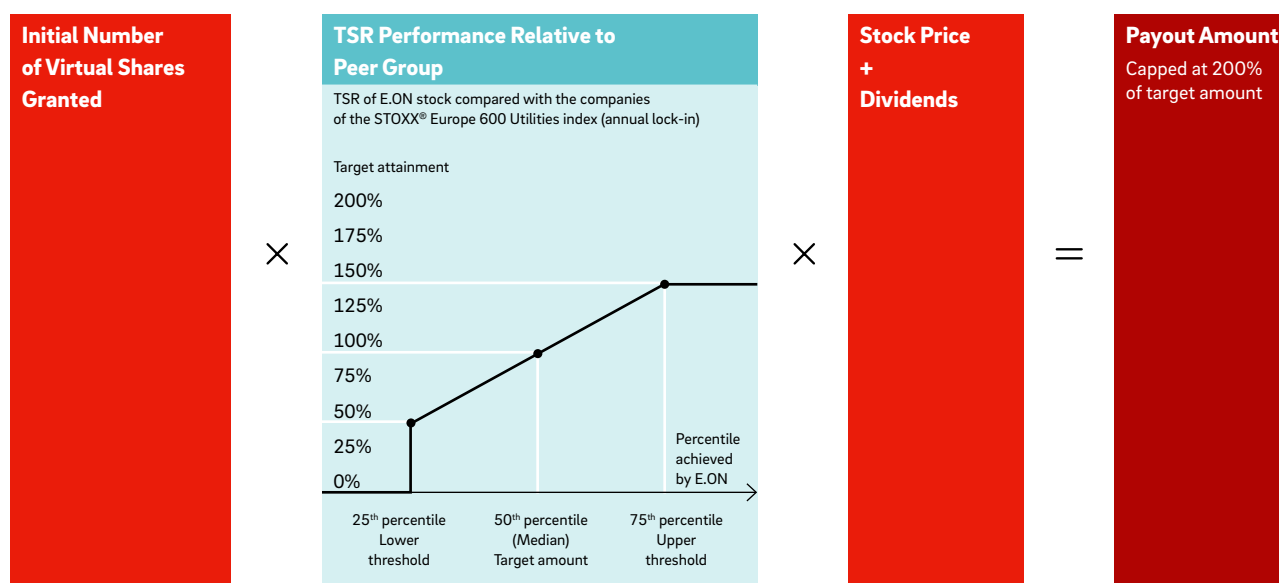 Initial Number
of Virtual Shares
Granted
×
TSR Performance Relative to
Peer Group
TSR of E.ON stock compared with the companies
of the STOXX® Europe 600 Utilities index (annual lock-in)
Target attainment
200%
175%
150%
125%
100%
75%
50%
25%
0%
Percentile
achieved
by E.ON
25th percentile
Lower
threshold
50th percentile
(Median)
Target amount
75th percentile
Upper
threshold
×
Stock Price
+
Dividends
=
Payout Amount
Capped at 200%
of target amount